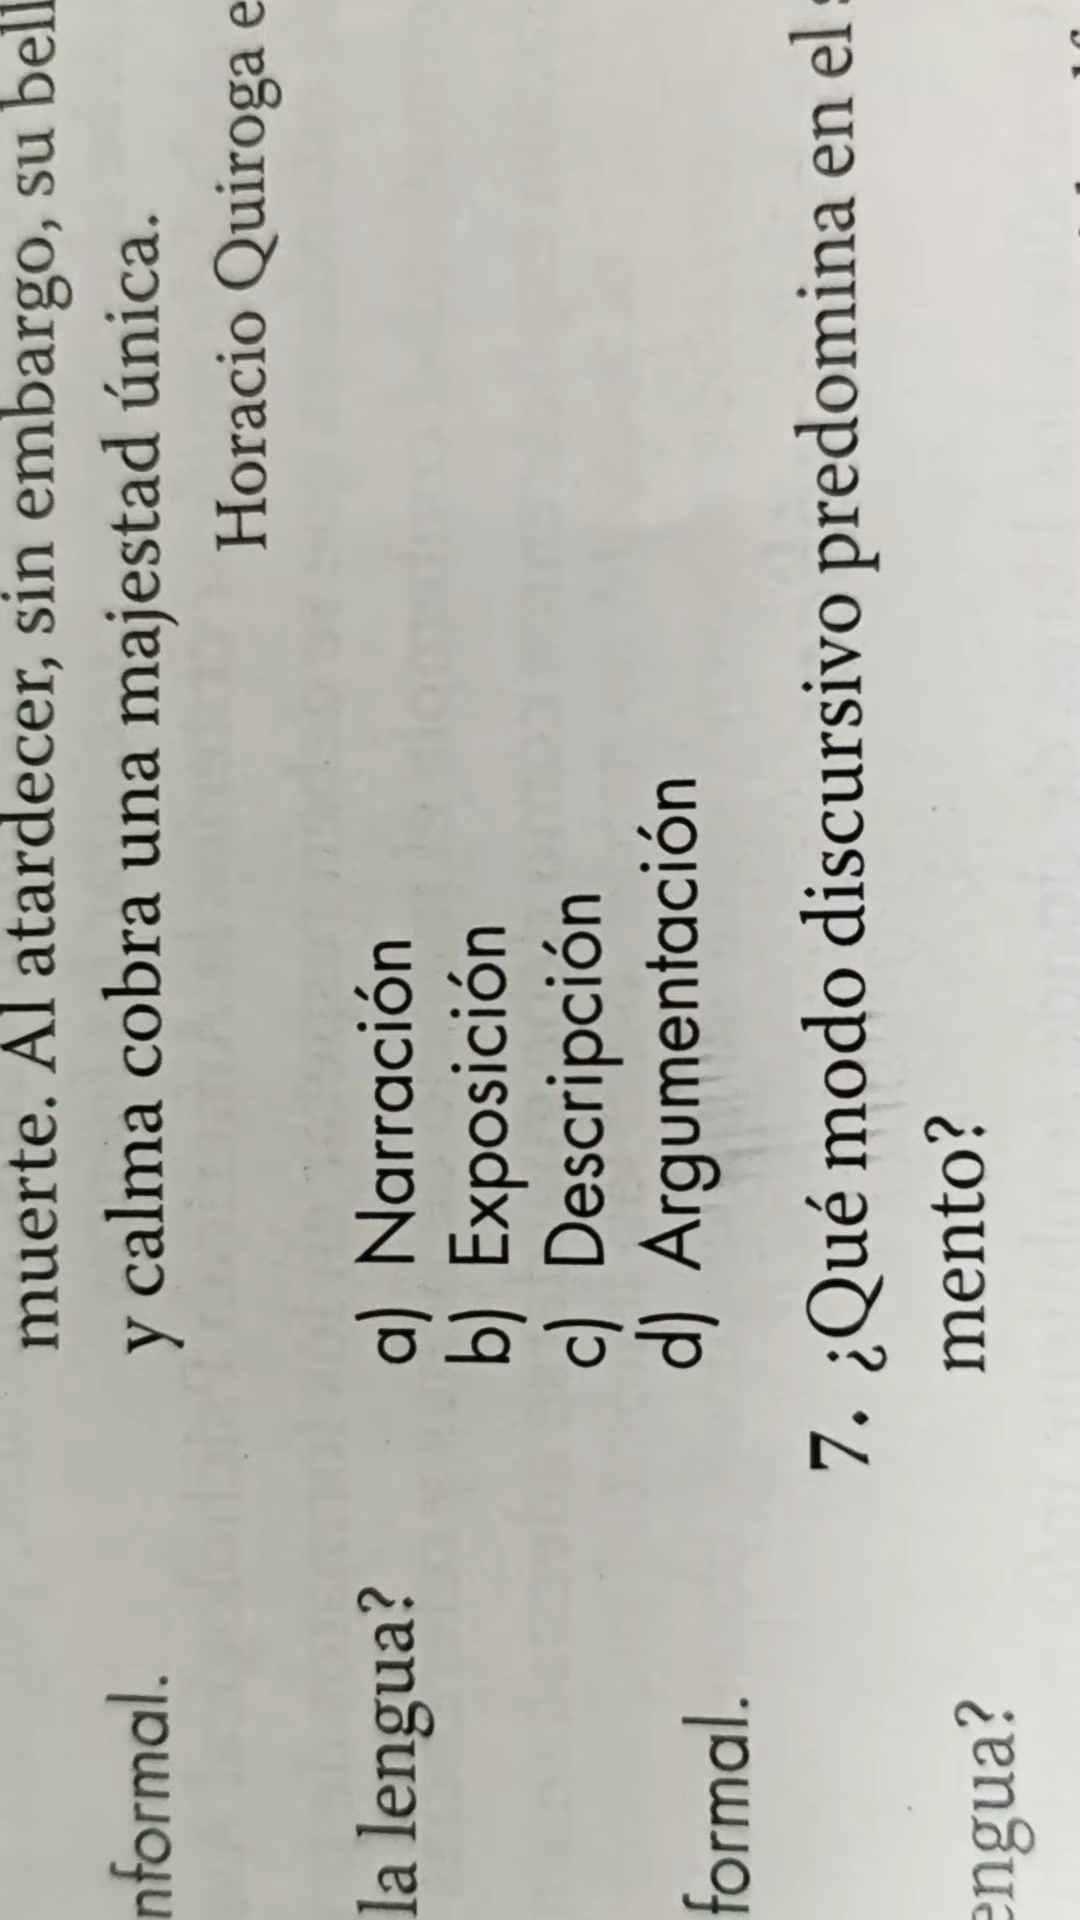 muerte. Al atardecer, sin embargo, su
y calma cobra una majestad única.
Horacio Quiroga
a) Narración
b) Exposición
c) Descripción
d) Argumentación
7. ¿Qué modo discursivo predomina en el
mento?
nformal.
la lengua?
formal.
engua?